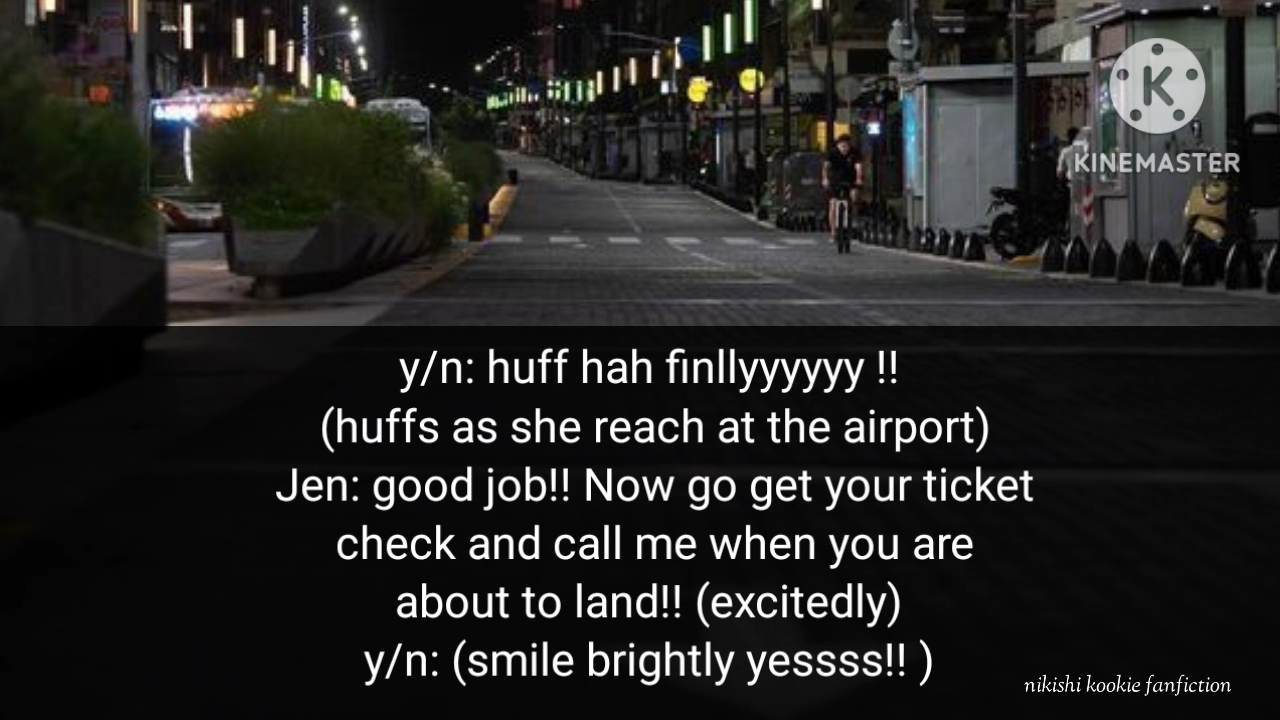 K
KINEMASTER
y/n: huff hah finllyyyyyy !!
(huffs as she reach at the airport)
Jen: good job!! Now go get your ticket
check and call me when you are
about to land!! (excitedly)
y/n: (smile brightly yessss!! )
nikishi kookie fanfiction